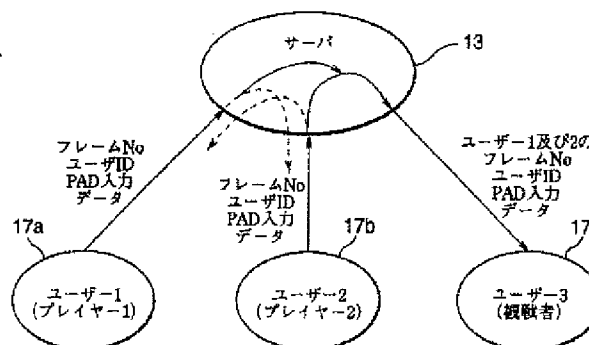 サーバ
13
フレームNo
ユーザID
PAD入力
データ
フレームNo
ユーザID
PAD入力
データ
ユーザー1及び2の
フレームNo
ユーザID
PAD入力
データ
17a
17b
17
ユーザー1
(プレイヤー1)
ユーザー2
(プレイヤー2)
ユーザー3
(観戦者)